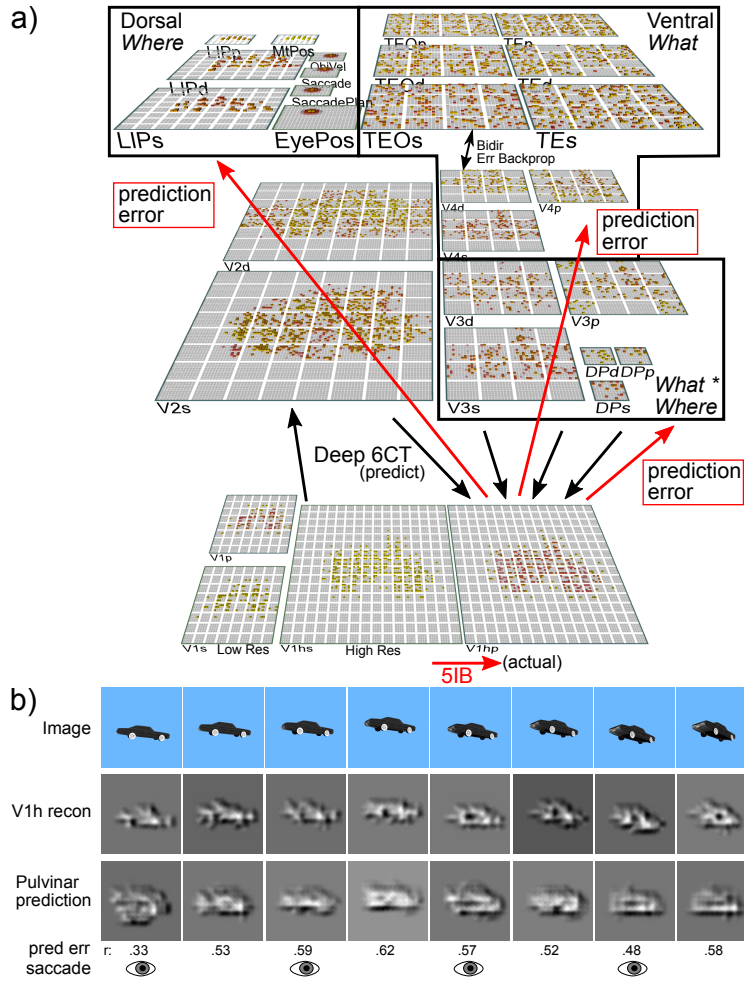 a)
Dorsal
Where
Ventral
What
LIPp
MtPos
TEOp
TEp
ObjVel
LIPd
Saccade
TEOd
TEd
SaccadePlan
LIPs
EyePos
TEOs
TEs
Bidir
Err Backprop
prediction
error
V4d
V4p
prediction
error
V4s
V2d
V3d
V3p
DPd
DPp
What *
Where
V2s
V3s
DPs
Deep 6CT
(predict)
prediction
error
V1p
V1s
Low Res
V1hs
High Res
V1hp
5IB
(actual)
b)
Image
V1h recon
Pulvinar
prediction
pred err
r: .33 .53 .59 .62 .57 .52 .48 .58
saccade